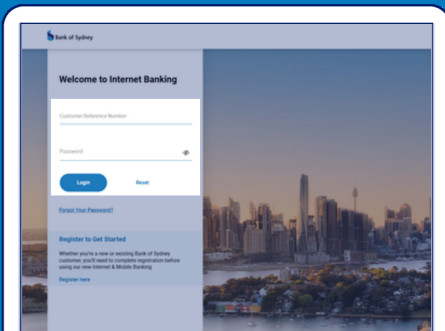 Bank of Sydney
Welcome to Internet Banking
Customer Reference Number
Password
Login
Reset
Forgot Your Password?
Register to Get Started
Whether you're a new or existing Bank of Sydney
customer, you'll need to complete registration before
using our new Internet & Mobile Banking
Register here